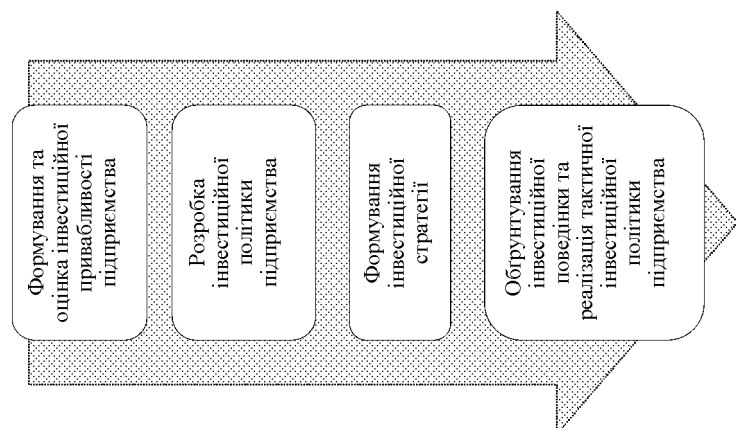 Формування та
оцінка інвестиційної
привабливості
підприємства
Розробка
інвестиційної
політики
підприємства
Формування
інвестиційної
стратегії
Обґрунтування
інвестиційної
поведінки та
реалізація тактичної
інвестиційної
політики
підприємства